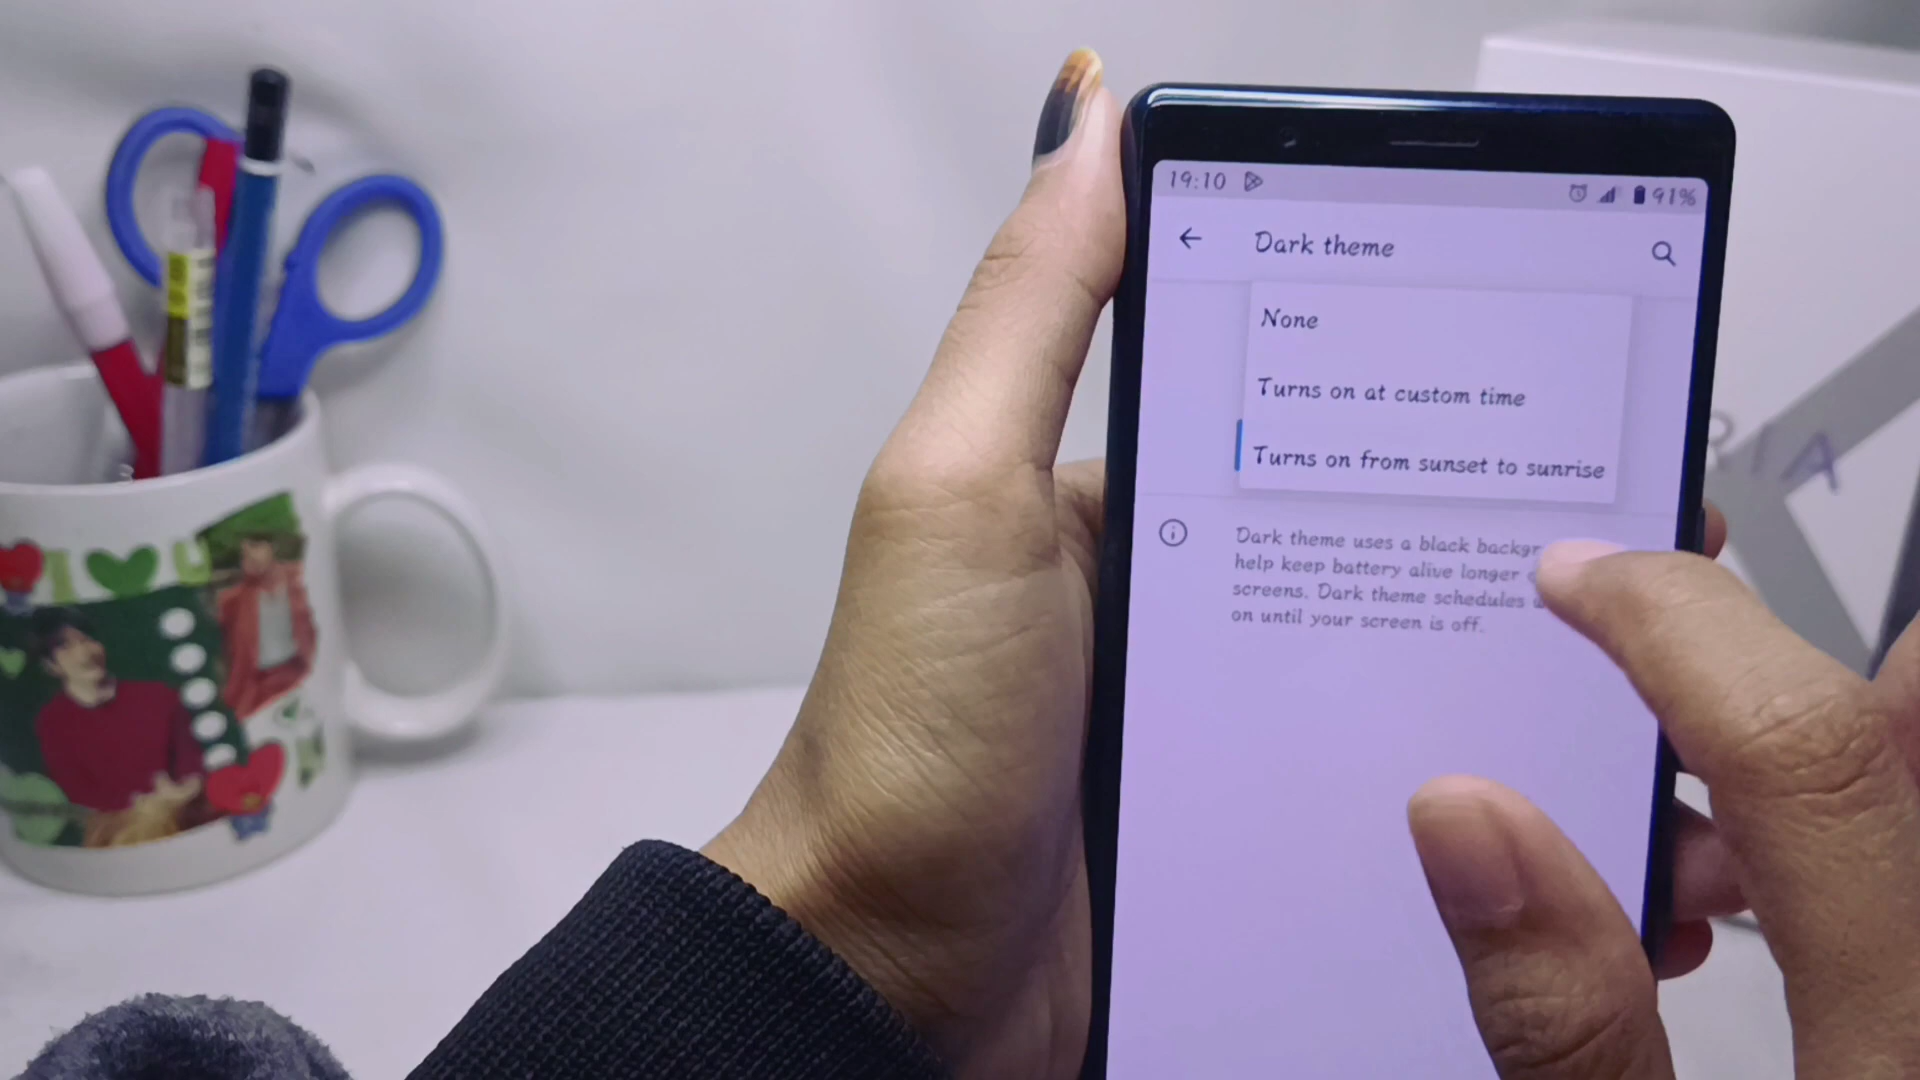 19:10
91%
Dark theme
None
Turns on at custom time
Turns on from sunset to sunrise
Dark theme uses a black
help keep battery alive longer
screens. Dark theme schedules
on until your screen is off.
I U